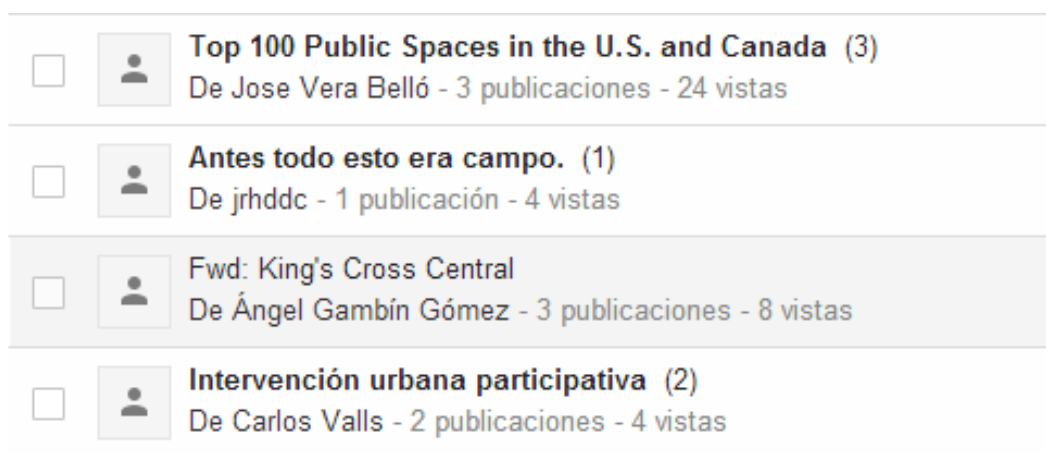 Top 100 Public Spaces in the U.S. and Canada (3)
De Jose Vera Belló - 3 publicaciones - 24 vistas
Antes todo esto era campo. (1)
De jrhddc - 1 publicación - 4 vistas
Fwd: King's Cross Central
De Ángel Gambín Gómez - 3 publicaciones - 8 vistas
Intervención urbana participativa (2)
De Carlos Valls - 2 publicaciones - 4 vistas